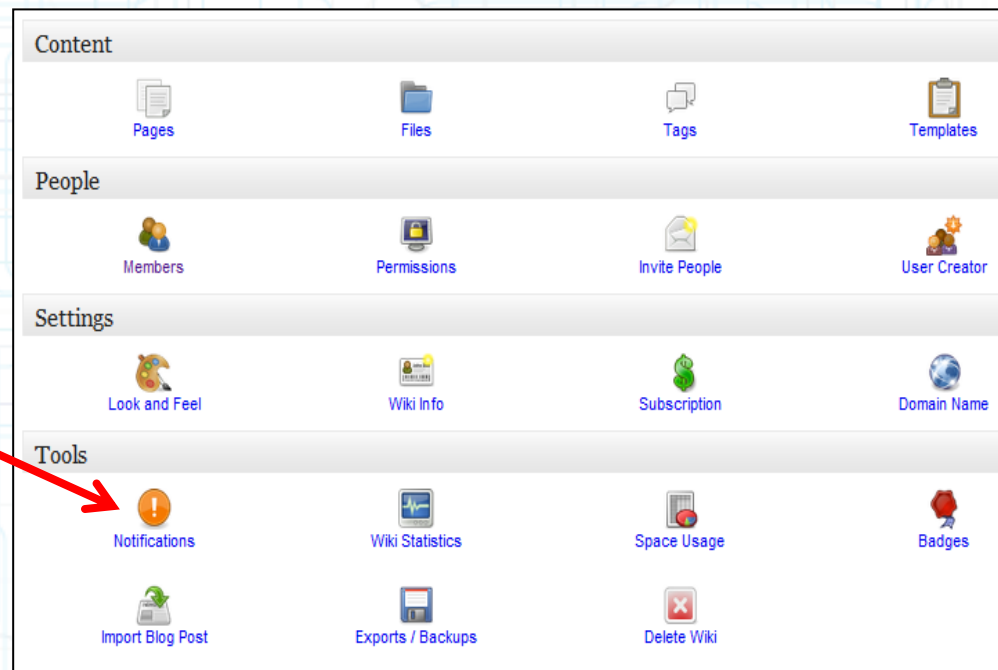 Content
Pages Files Tags Templates
People
Members Permissions Invite People User Creator
Settings
Look and Feel Wiki Info Subscription Domain Name
Tools
Notifications Wiki Statistics Space Usage Badges
Import Blog Post Exports / Backups Delete Wiki